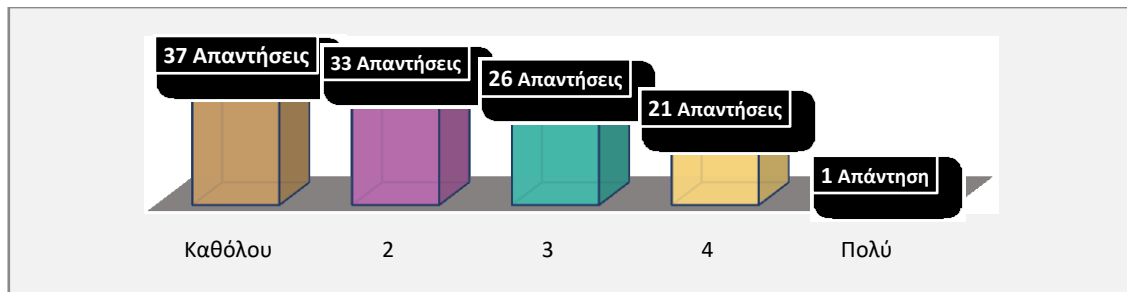 37 Απαντήσεις
33 Απαντήσεις
26 Απαντήσεις
21 Απαντήσεις
1 Απάντηση
Καθόλου 2 3 4 Πολύ